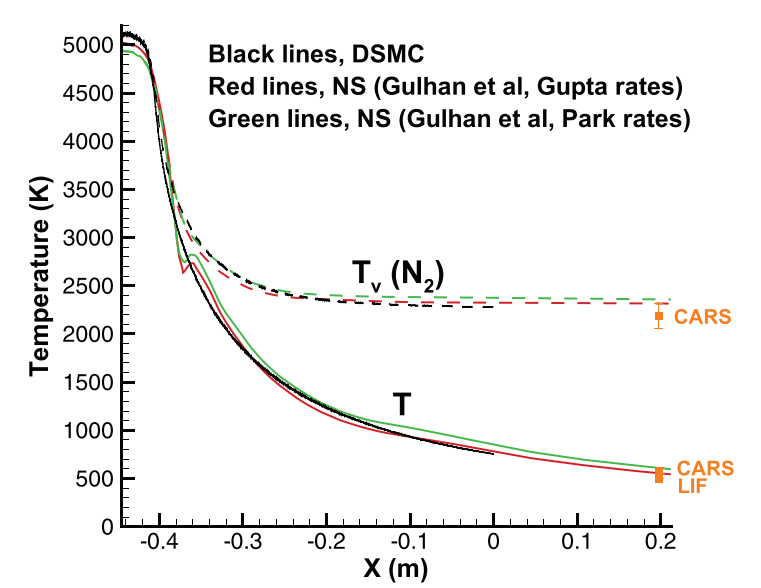 Black lines, DSMC
Red lines, NS (Gulhan et al, Gupta rates)
Green lines, NS (Gulhan et al, Park rates)
Temperature (K)
5000
4500
4000
3500
3000
2500
2000
1500
1000
500
0
Tv (N2)
CARS
T
CARS
LIF
-0.4 -0.3 -0.2 -0.1 0 0.1 0.2
X (m)